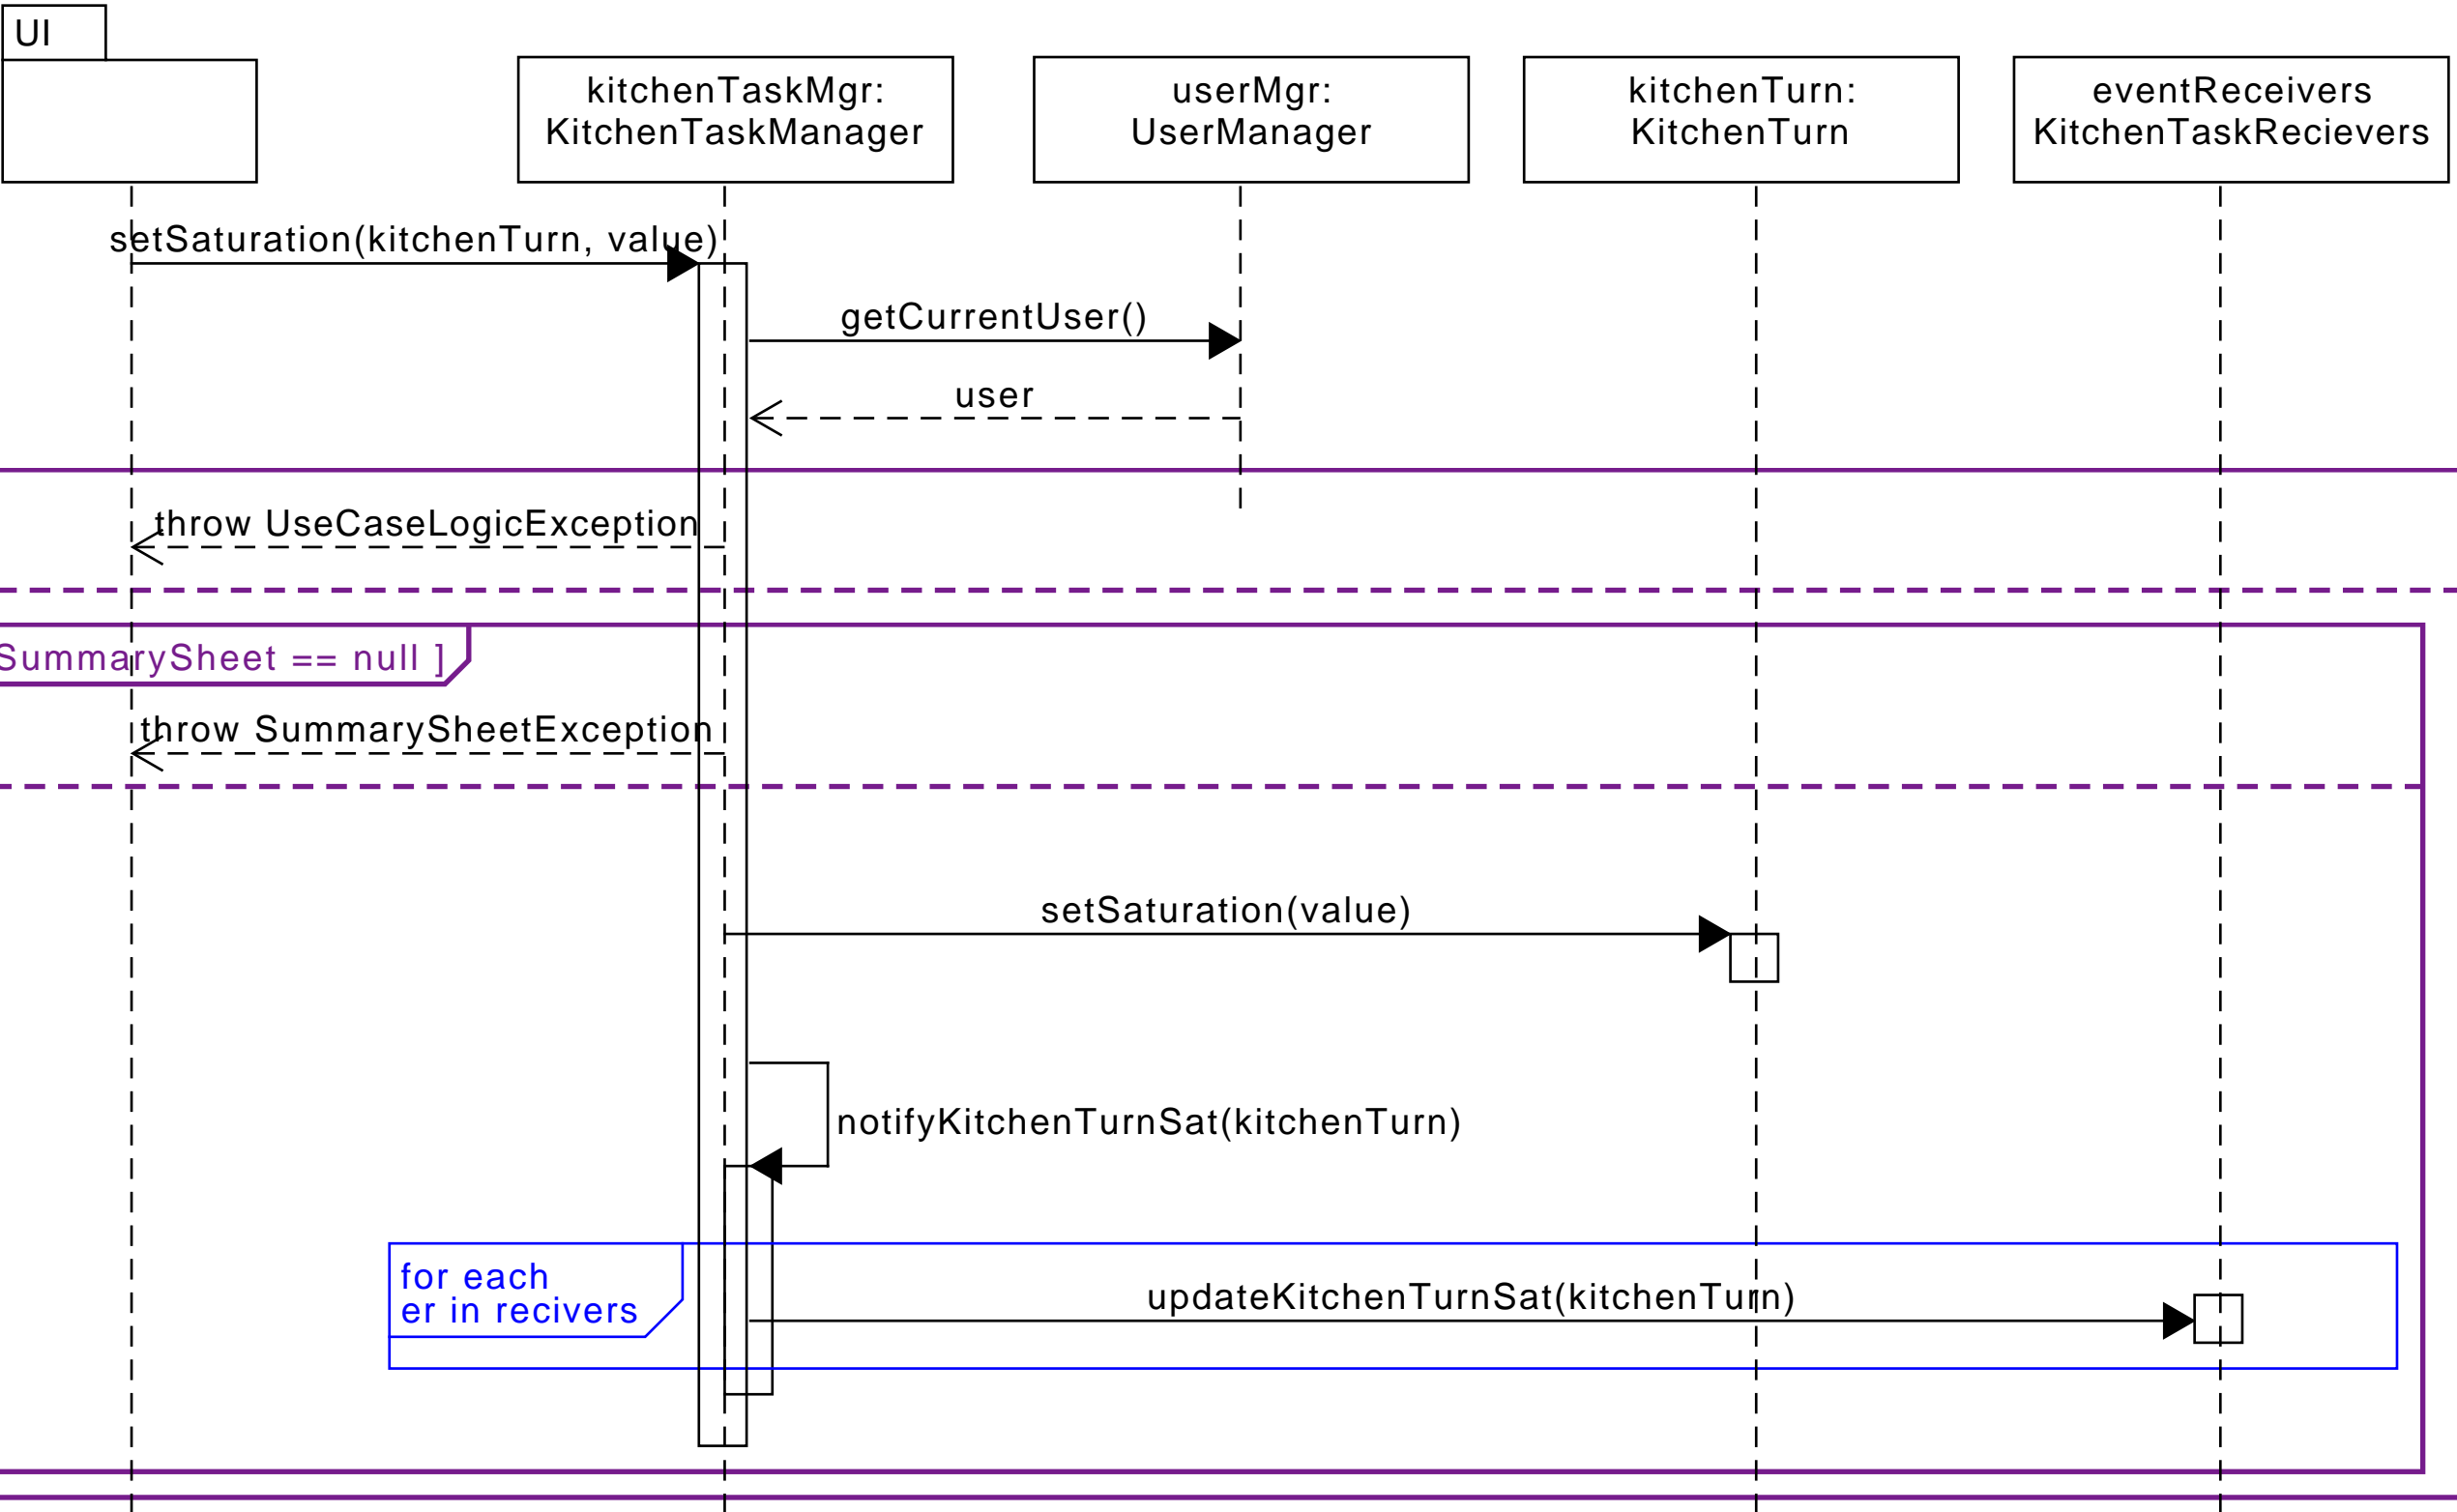 UI
kitchenTaskMgr:
KitchenTaskManager
userMgr:
UserManager
kitchenTurn:
KitchenTurn
eventReceivers
KitchenTaskRecievers
setSaturation(kitchenTurn, value)
getCurrentUser()
user
throw UseCaseLogicException
SummarySheet == null ]
throw SummarySheetException
setSaturation(value)
notifyKitchenTurnSat(kitchenTurn)
for each
er in recivers
updateKitchenTurnSat(kitchenTurn)